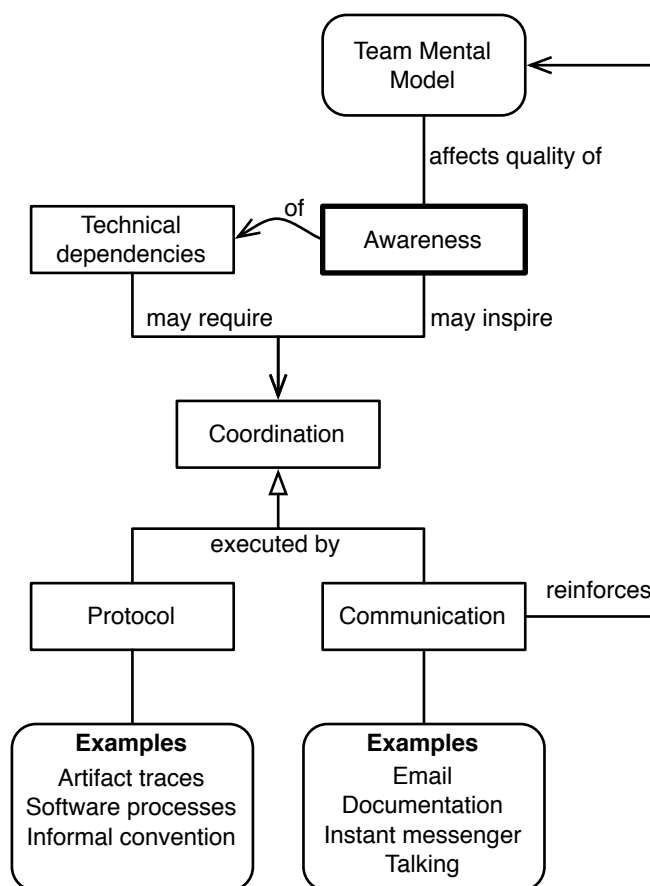 Team Mental
Model
affects quality of
of
Technical
dependencies
Awareness
may require
may inspire
Coordination
executed by
Protocol
Communication
reinforces
Examples
Artifact traces
Software processes
Informal convention
Examples
Email
Documentation
Instant messenger
Talking